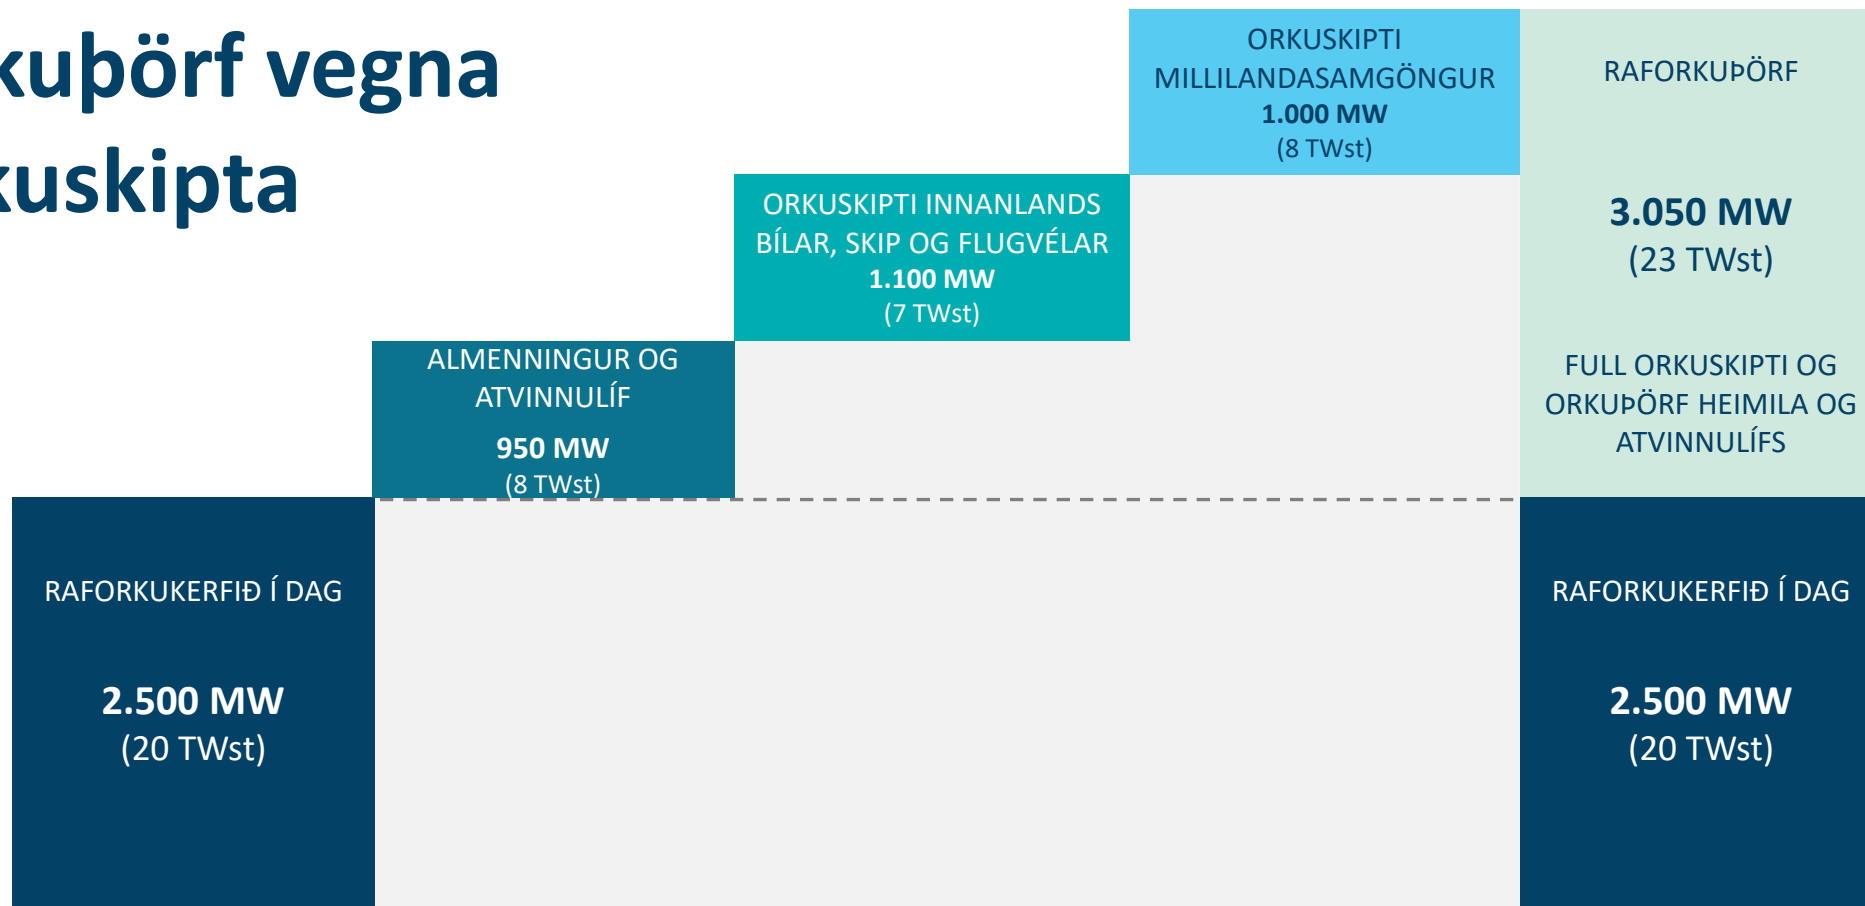 kuþörf vegna
kuskipta
ORKUSKIPTI
MILLILANDASAMGÖNGUR
1.000 MW
(8 TWst)
RAFORKUÞÖRF
3.050 MW
(23 TWst)
FULL ORKUSKIPTI OG
ORKUÞÖRF HEIMILA OG
ATVINNULÍFS
ORKUSKIPTI INNANLANDS
BÍLAR, SKIP OG FLUGVÉLAR
1.100 MW
(7 TWst)
ALMENNINGUR OG
ATVINNULÍF
950 MW
(8 TWst)
RAFORKUKERFIÐ Í DAG
2.500 MW
(20 TWst)
RAFORKUKERFIÐ Í DAG
2.500 MW
(20 TWst)